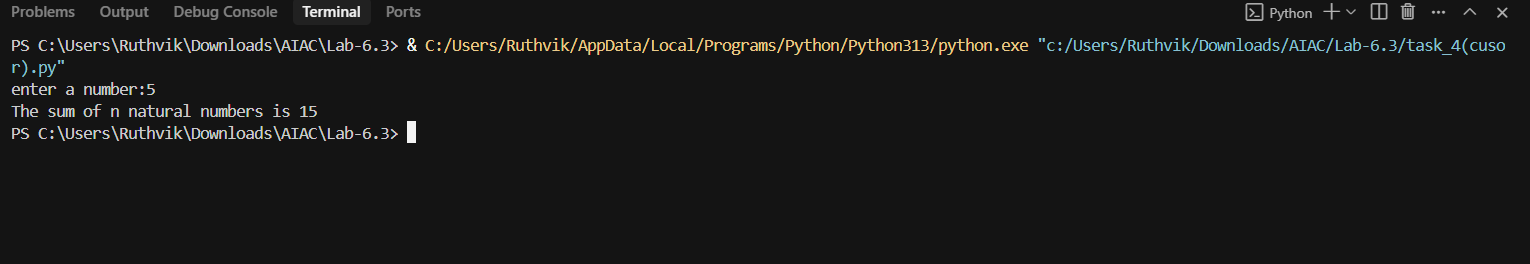 Problems Output Debug Console Terminal Ports Python
PS C:\Users\Ruthvik\Downloads\AIAC\Lab-6.3> & C:/Users/Ruthvik/AppData/Local/Programs/Python/Python313/python.exe "c:/Users/Ruthvik/Downloads/AIAC/Lab-6.3/task_4(cuso
r).py"
enter a number:5
The sum of n natural numbers is 15
PS C:\Users\Ruthvik\Downloads\AIAC\Lab-6.3>